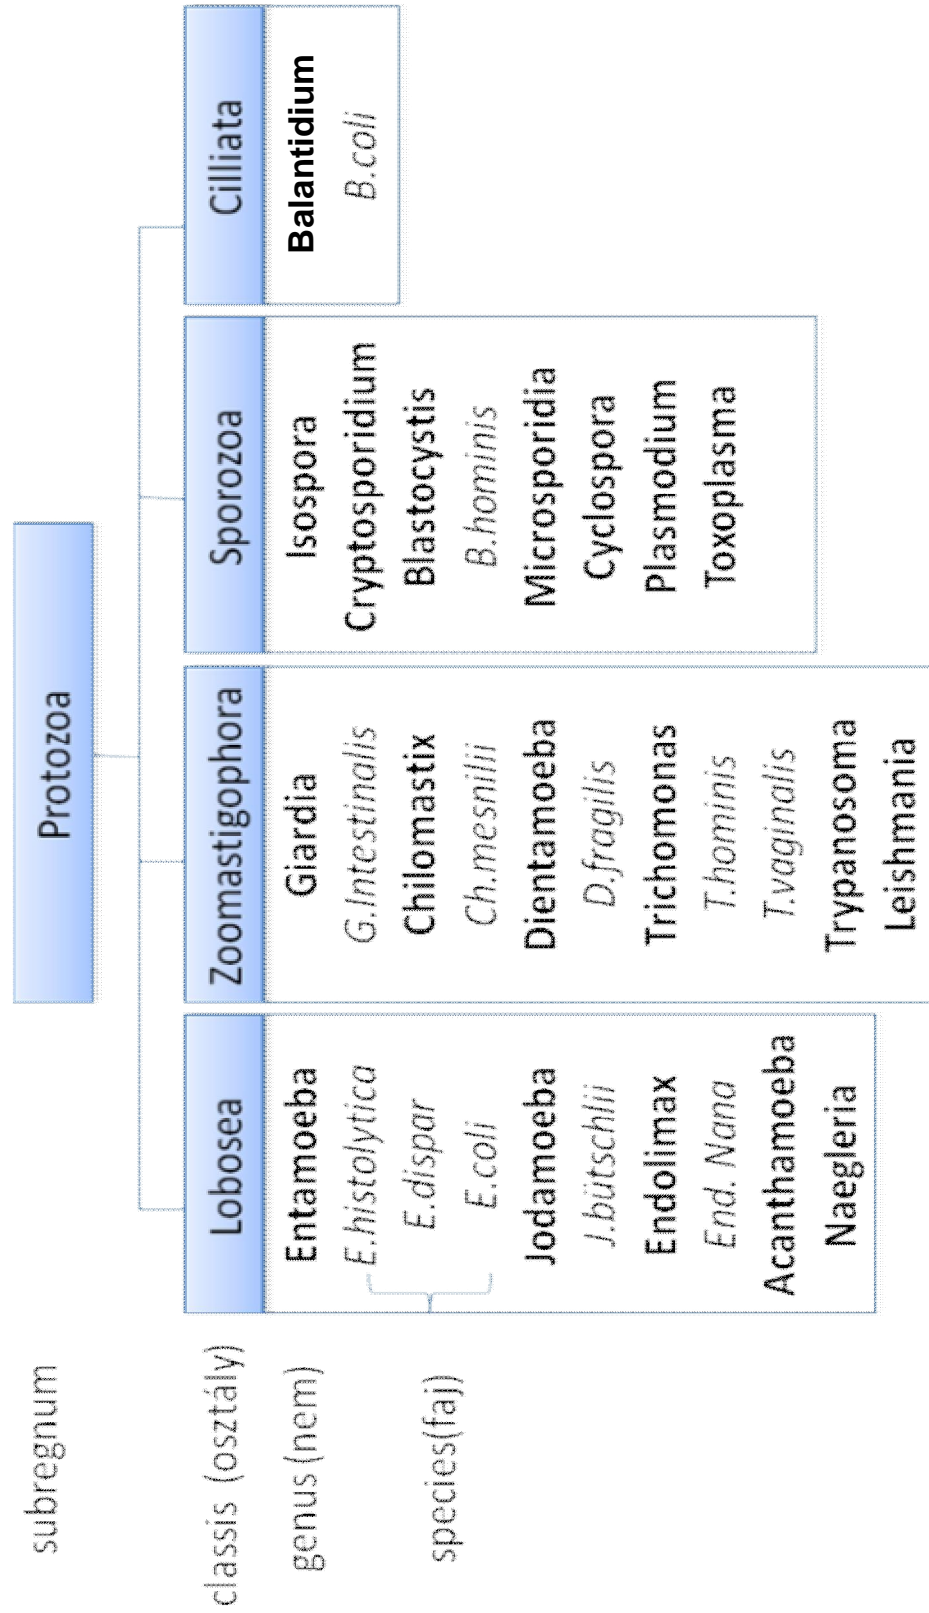 subregnum
Protozoa
classis (osztály)
genus (nem)
species(faj)
Lobosea
Entamoeba
E.histolytica
E.dispar
E.coli
Jodamoeba
J.bütschlii
Endolimax
End. Nana
Acanthamoeba
Naegleria
Zoomastigophora
Giardia
G.Intestinalis
Chilomastix
Ch.mesnilii
Dientamoeba
D.fragilis
Trichomonas
T.hominis
T.vaginalis
Trypanosoma
Leishmania
Sporozoa
Isospora
Cryptosporidium
Blastocystis
B.hominis
Microsporidia
Cyclospora
Plasmodium
Toxoplasma
Cilliata
Balantidium
B.coli